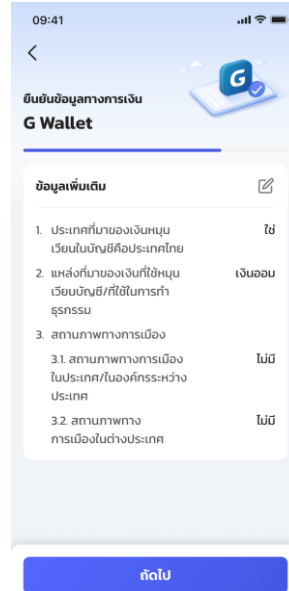 09:41
G
ยืนยันข้อมูลทางการเงิน
G Wallet
ข้อมูลเพิ่มเติม
1. ประเทศที่มาของเงินหมุน ใช่
เวียนในบัญชีคือประเทศไทย
2. แหล่งที่มาของเงินที่ใช้หมุน เงินออม
เวียนบัญชี/ที่ใช้ในการทำ
ธุรกรรม
3. สถานภาพทางการเมือง
3.1. สถานภาพทางการเมือง ไม่มี
ในประเทศ/ในองค์กรระหว่าง
ประเทศ
3.2. สถานภาพทาง ไม่มี
การเมืองในต่างประเทศ
ถัดไป